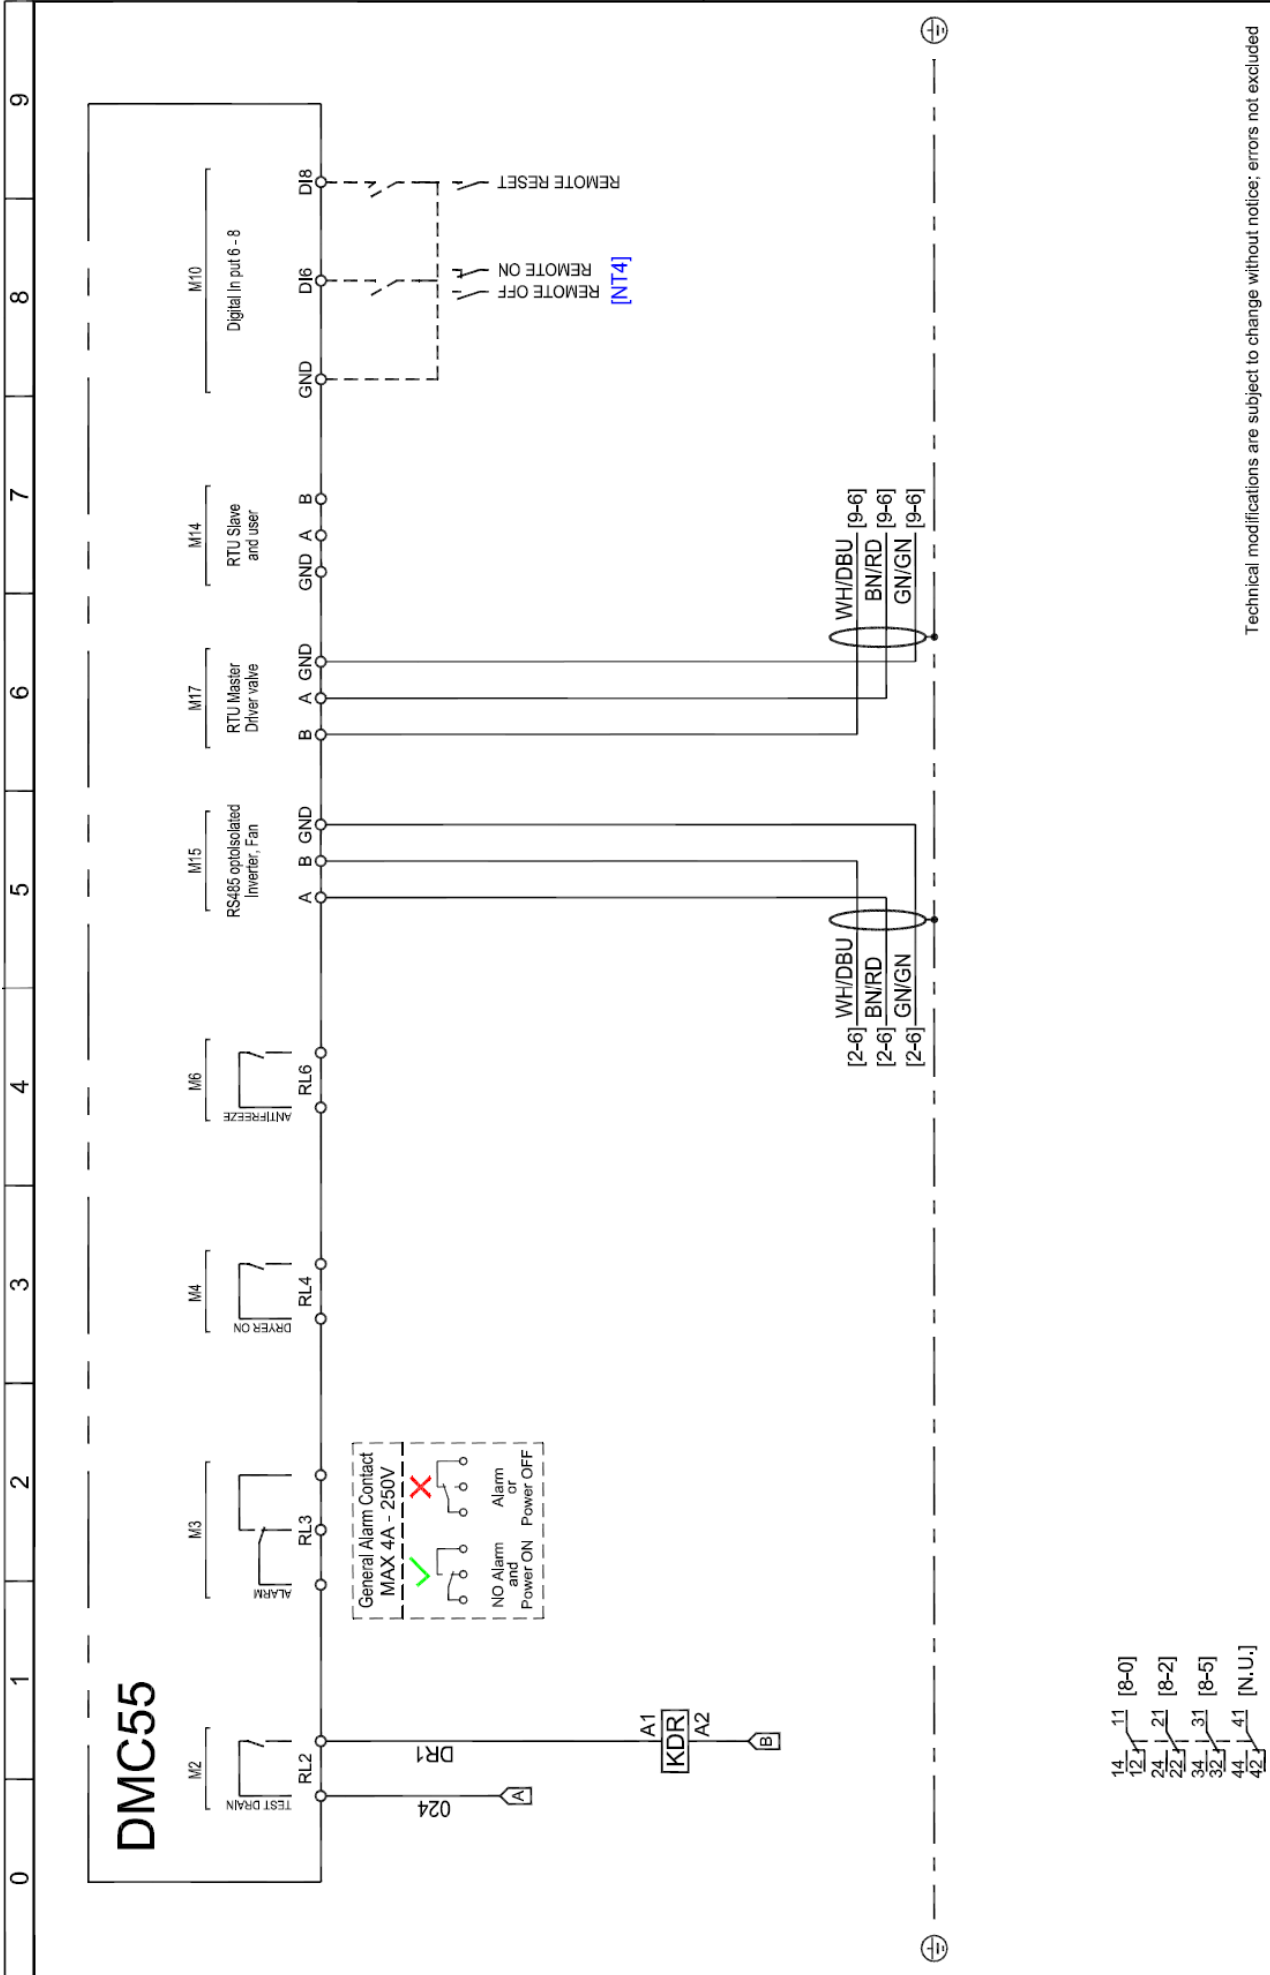 0
1
2
3
4
5
6
7
8
9
DMC55
M2
TEST DRAIN
RL2
024
A
DR1
A1
KDR
A2
B
M3
ALARM
RL3
General Alarm Contact
MAX 4A - 250V
NO Alarm
and
Power ON
Alarm
or
Power OFF
M4
DRYER ON
RL4
M6
ANTIFREEZE
RL6
M15
RS485 optoisolated
Inverter, Fan
A
B
GND
[2-6] WH/DBU
[2-6] BN/RD
[2-6] GN/GN
M17
RTU Master
Driver valve
B
A
GND
WH/DBU [9-6]
BN/RD [9-6]
GN/GN [9-6]
M14
RTU Slave
and user
GND
A
B
M10
Digital In put 6 - 8
GND
DI6
DI8
REMOTE OFF
REMOTE ON
[NT4]
REMOTE RESET
14 11 [8-0]
12
24 21 [8-2]
22
34 31 [8-5]
32
44 41 [N.U.]
42
Technical modifications are subject to change without notice; errors not excluded